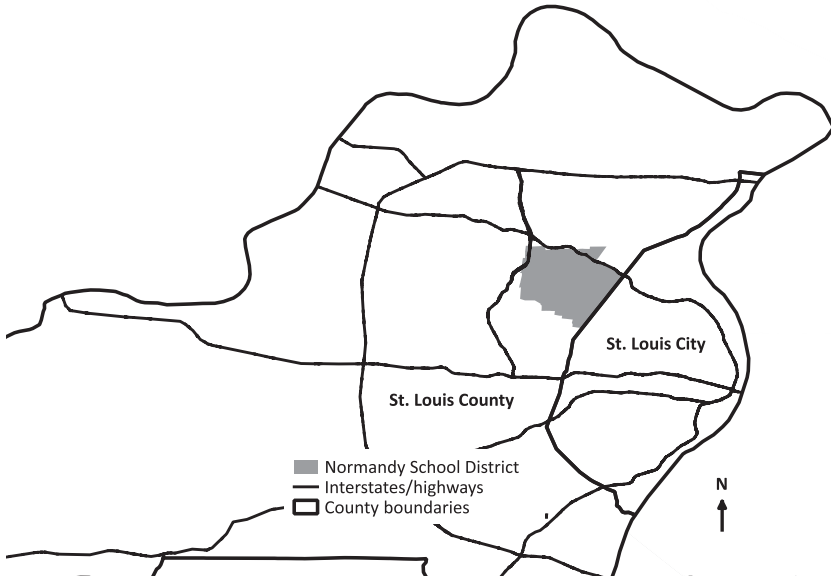 St. Louis City
St. Louis County
Normandy School District
Interstates/highways
County boundaries
N